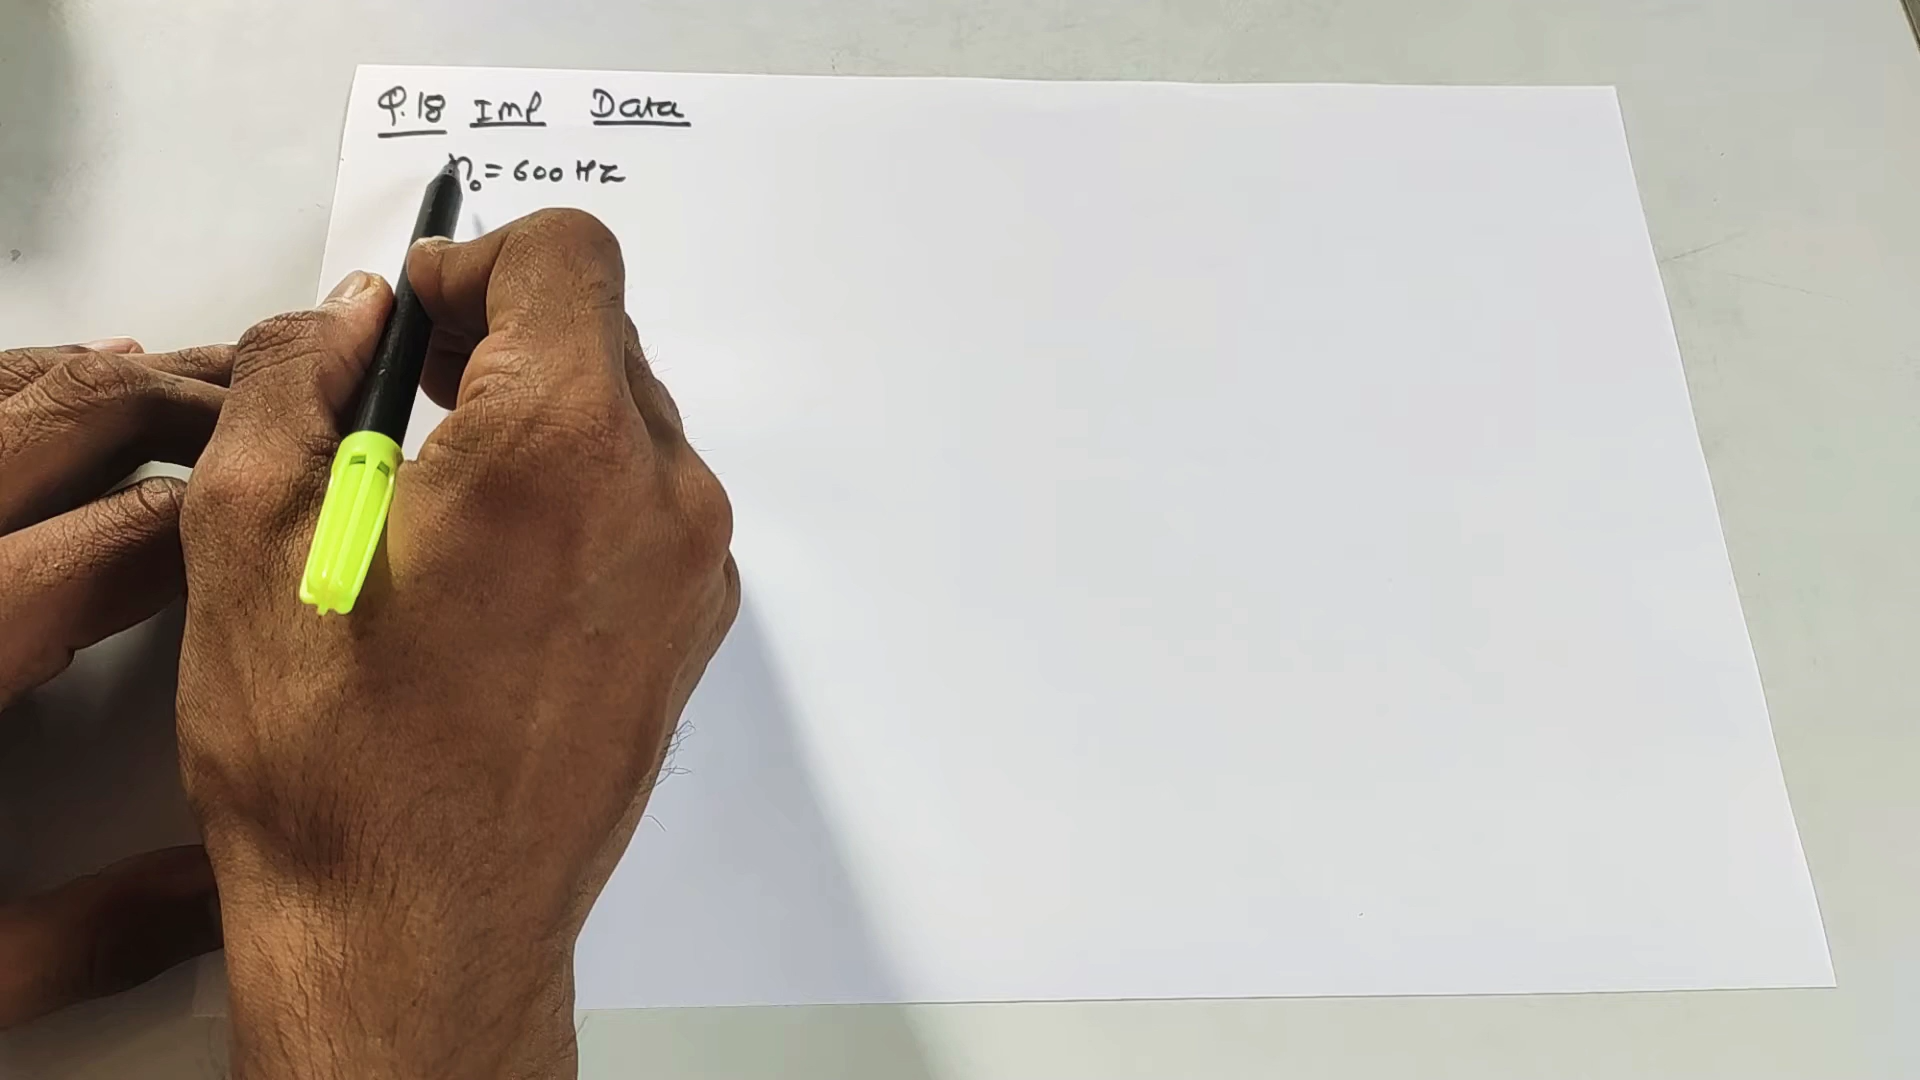 Q.18 Imp Data
n₀ = 600 Hz